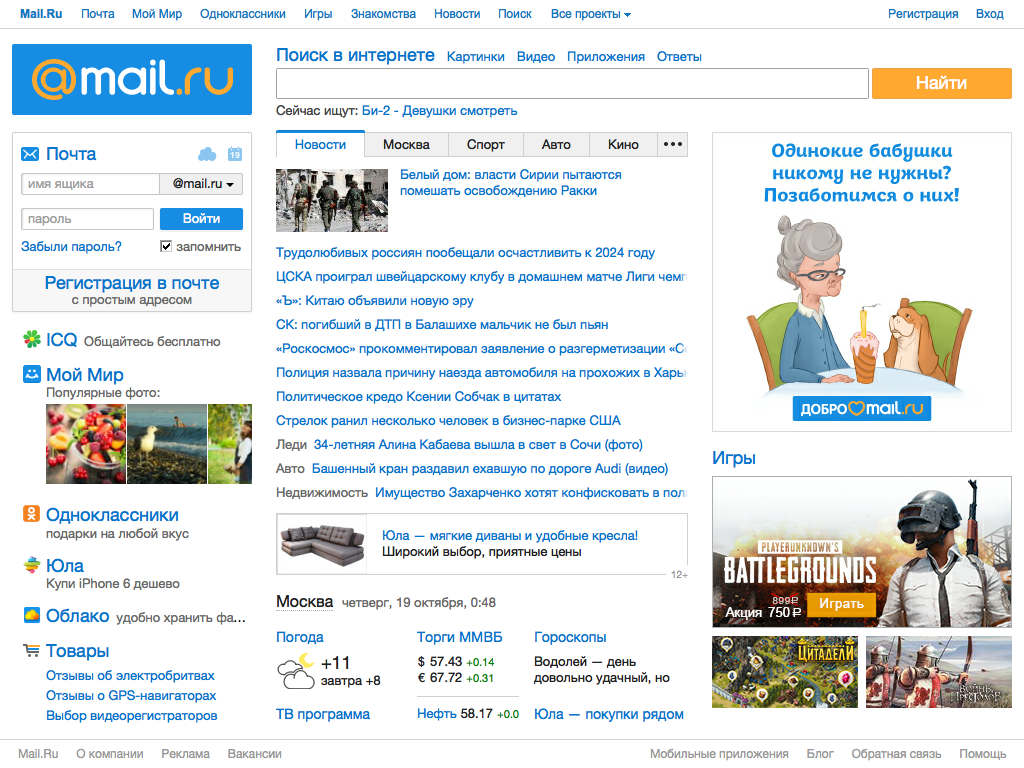 Mail.Ru Почта Мой Мир Одноклассники Игры Знакомства Новости Поиск Все проекты Регистрация Вход
@mail.ru
Поиск в интернете Картинки Видео Приложения Ответы
Найти
Сейчас ищут: Би-2 - Девушки смотреть
Почта 19
имя ящика @mail.ru
пароль Войти
Забыли пароль? запомнить
Регистрация в почте
с простым адресом
ICQ Общайтесь бесплатно
Мой Мир
Популярные фото:
Одноклассники
подарки на любой вкус
Юла
Купи iPhone 6 дешево
Облако удобно хранить фа...
Товары
Отзывы об электробритвах
Отзывы о GPS-навигаторах
Выбор видеорегистраторов
Новости Москва Спорт Авто Кино •••
Белый дом: власти Сирии пытаются
помешать освобождению Ракки
Трудолюбивых россиян пообещали осчастливить к 2024 году
ЦСКА проиграл швейцарскому клубу в домашнем матче Лиги чемп
«Ъ»: Китаю объявили новую эру
СК: погибший в ДТП в Балашихе мальчик не был пьян
«Роскосмос» прокомментировал заявление о разгерметизации «С
Полиция назвала причину наезда автомобиля на прохожих в Харь
Политическое кредо Ксении Собчак в цитатах
Стрелок ранил несколько человек в бизнес-парке США
Леди 34-летняя Алина Кабаева вышла в свет в Сочи (фото)
Авто Башенный кран раздавил ехавшую по дороге Audi (видео)
Недвижимость Имущество Захарченко хотят конфисковать в пол
Юла — мягкие диваны и удобные кресла!
Широкий выбор, приятные цены
12+
Москва четверг, 19 октября, 0:48
Погода
+11
завтра +8
ТВ программа
Торги ММВБ
$ 57.43 +0.14
€ 67.72 +0.31
Нефть 58.17 +0.0
Гороскопы
Водолей — день
довольно удачный, но
Юла — покупки рядом
Одинокие бабушки
никому не нужны?
Позаботимся о них!
ДОБРО mail.ru
Игры
PLAYERUNKNOWN'S
BATTLEGROUNDS
899₽
Акция 750 ₽ Играть
ЦИТАДЕЛИ
ВОЙНЫ
ПРЕСТОЛОВ
Mail.Ru О компании Реклама Вакансии Мобильные приложения Блог Обратная связь Помощь